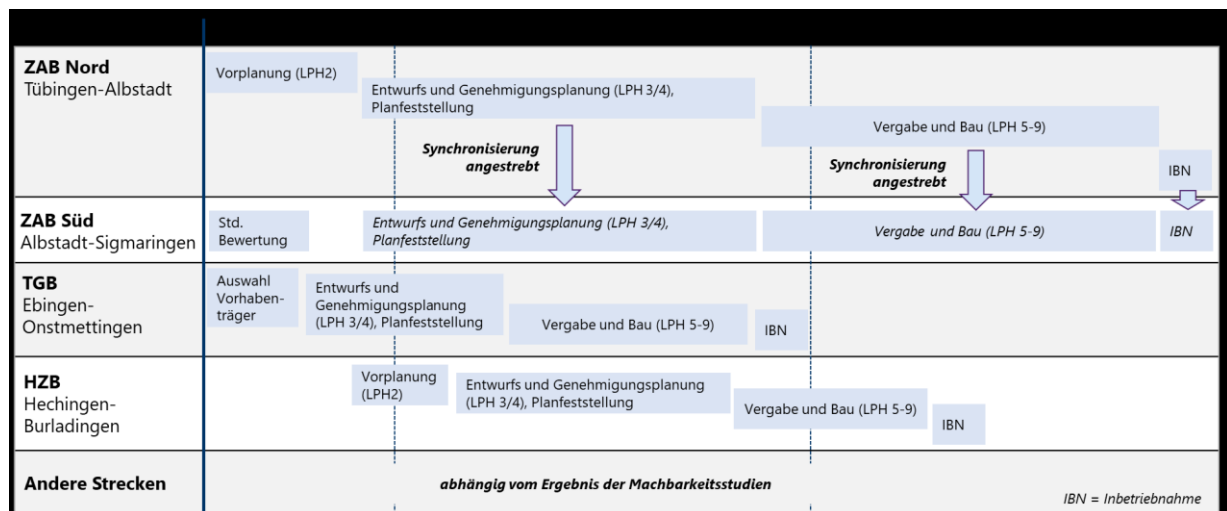 ZAB Nord
Tübingen-Albstadt
Vorplanung (LPH2)
Entwurfs und Genehmigungsplanung (LPH 3/4),
Planfeststellung
Vergabe und Bau (LPH 5-9)
Synchronisierung
angestrebt
Synchronisierung
angestrebt
IBN
ZAB Süd
Albstadt-Sigmaringen
Std.
Bewertung
Entwurfs und Genehmigungsplanung (LPH 3/4),
Planfeststellung
Vergabe und Bau (LPH 5-9)
IBN
TGB
Ebingen-
Onstmettingen
Auswahl
Vorhaben-
träger
Entwurfs und
Genehmigungsplanung
(LPH 3/4), Planfeststellung
Vergabe und Bau (LPH 5-9)
IBN
HZB
Hechingen-
Burladingen
Vorplanung
(LPH2)
Entwurfs und Genehmigungsplanung
(LPH 3/4), Planfeststellung
Vergabe und Bau (LPH 5-9)
IBN
Andere Strecken
abhängig vom Ergebnis der Machbarkeitsstudien
IBN = Inbetriebnahme